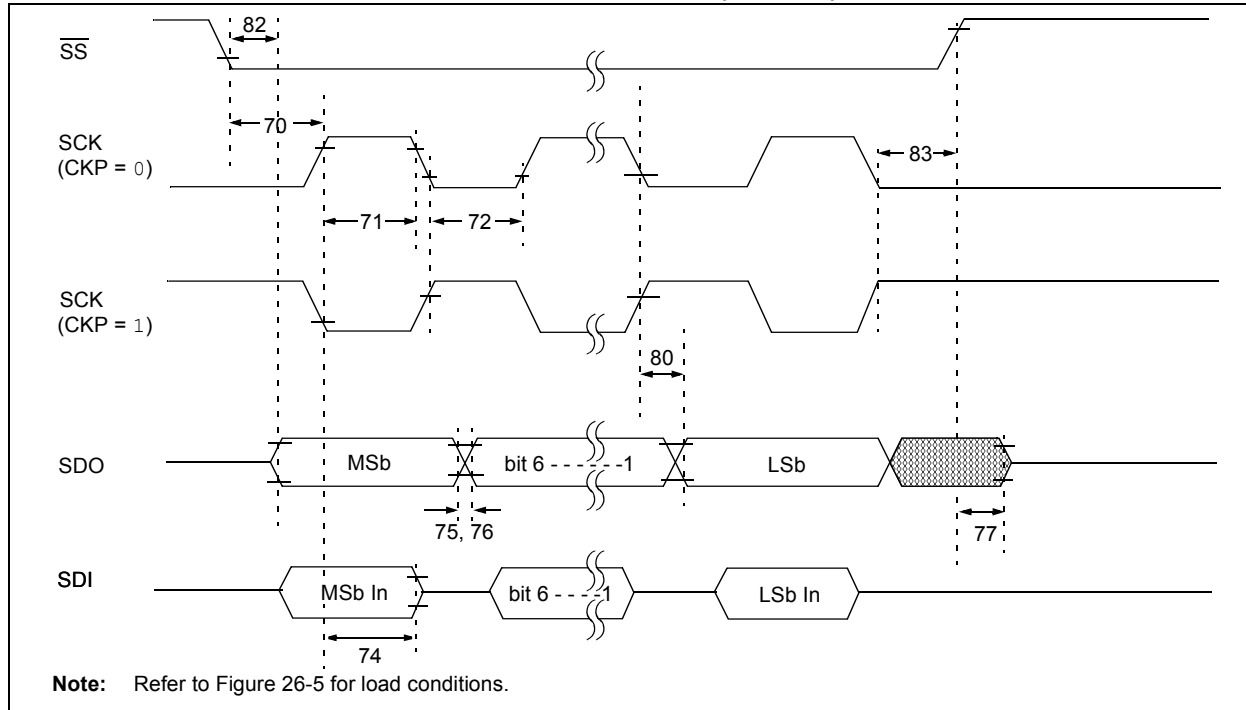 82
SS
70
SCK
(CKP = 0)
83
71
72
SCK
(CKP = 1)
80
SDO
MSb
bit 6 - - - - - -1
LSb
75, 76
77
SDI
MSb In
bit 6 - - - -1
LSb In
74
Note: Refer to Figure 26-5 for load conditions.